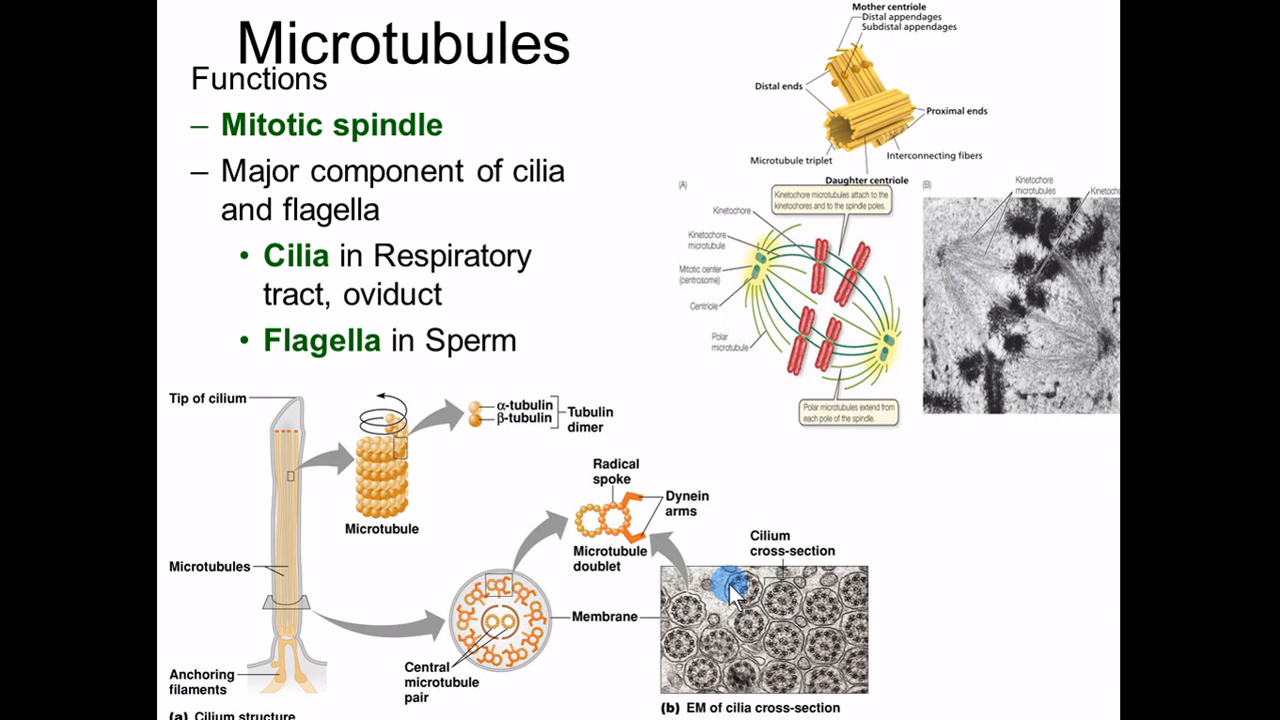 Microtubules
Functions
– Mitotic spindle
– Major component of cilia
and flagella
• Cilia in Respiratory
tract, oviduct
• Flagella in Sperm
Mother centriole
Distal appendages
Subdistal appendages
Distal ends
Proximal ends
Microtubule triplet
Interconnecting fibers
Daughter centriole
(A)
Kinetochore microtubules attach to the
kinetochores and to the spindle poles.
Kinetochore
Kinetochore
microtubule
Mitotic center
(centrosome)
Centriole
Polar
microtubule
Polar microtubules extend from
each pole of the spindle.
(B)
Kinetochore
microtubules
Kinetoc
Tip of cilium
α-tubulin
β-tubulin
Tubulin
dimer
Microtubule
Radical
spoke
Dynein
arms
Microtubule
doublet
Cilium
cross-section
Microtubules
Membrane
Central
microtubule
pair
Anchoring
filaments
(a) Cilium structure
(b) EM of cilia cross-section